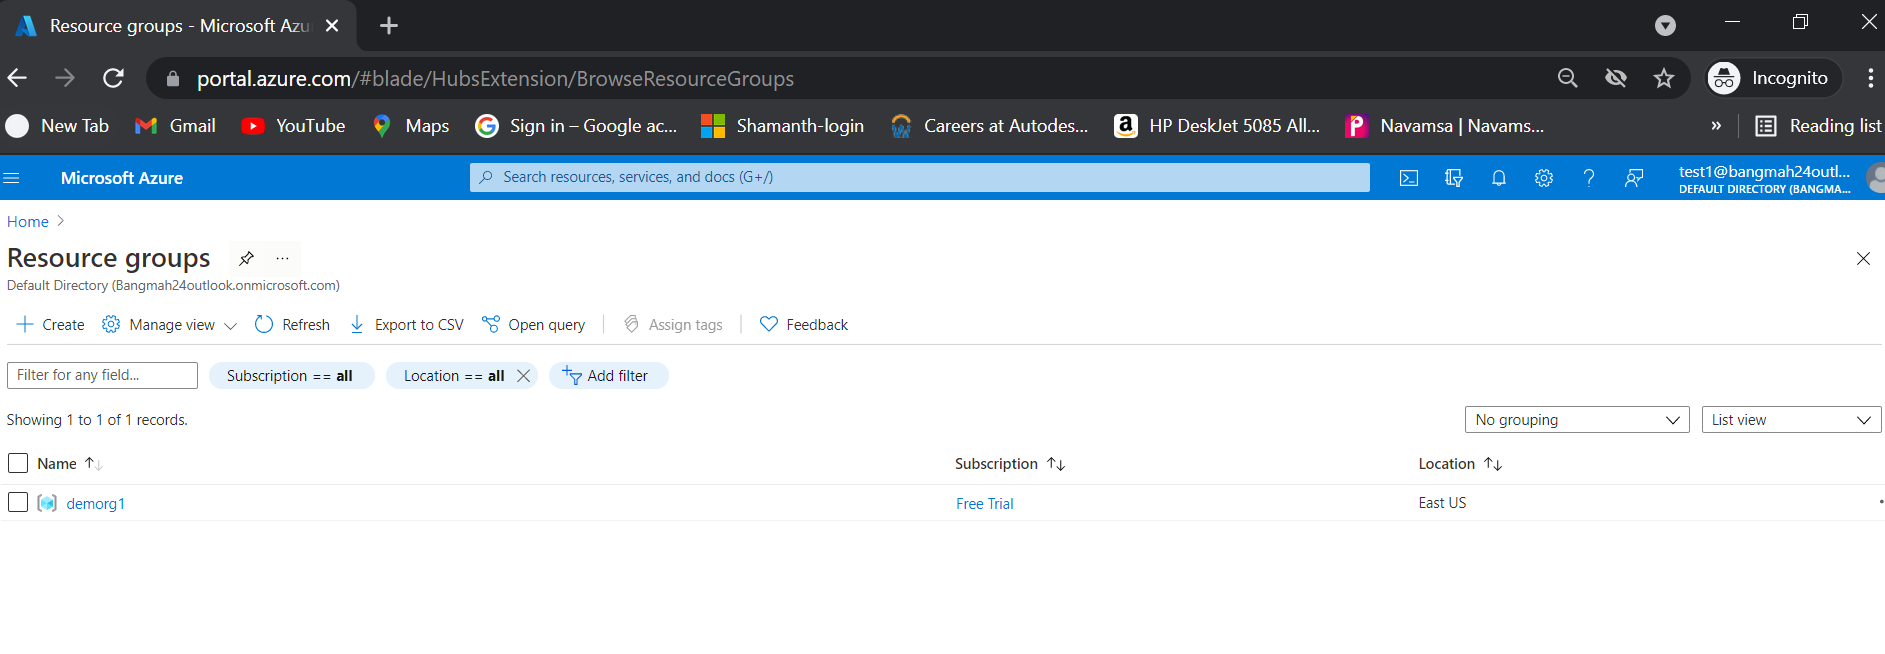 Resource groups - Microsoft Azu
portal.azure.com/#blade/HubsExtension/BrowseResourceGroups
Incognito
New Tab Gmail YouTube Maps Sign in – Google ac... Shamanth-login Careers at Autodes... HP DeskJet 5085 All... Navamsa | Navams... » Reading list
Microsoft Azure
Search resources, services, and docs (G+/)
test1@bangmah24outl...
DEFAULT DIRECTORY (BANGMA...
Home >
Resource groups
Default Directory (Bangmah24outlook.onmicrosoft.com)
Create Manage view Refresh Export to CSV Open query Assign tags Feedback
Filter for any field... Subscription == all Location == all Add filter
Showing 1 to 1 of 1 records. No grouping List view
Name Subscription Location
demorg1 Free Trial East US